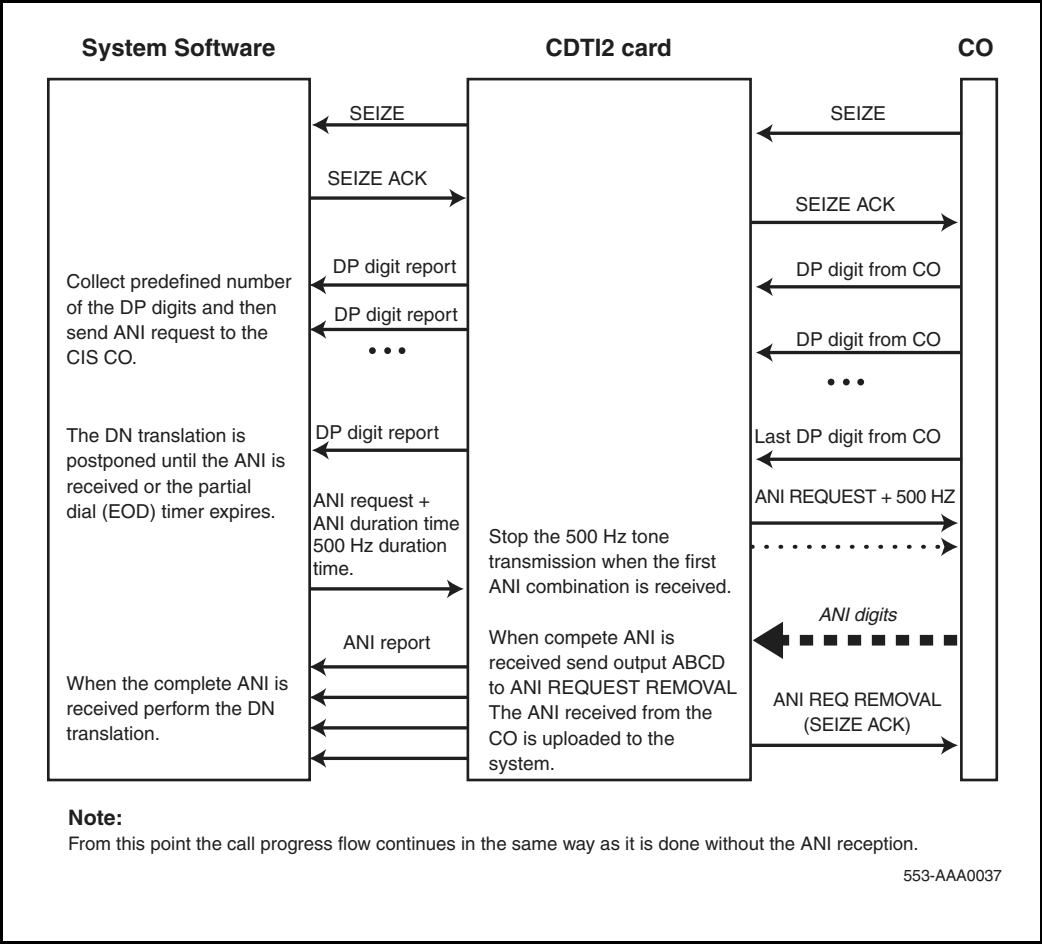 System Software
CDTI2 card
CO
SEIZE
SEIZE
SEIZE ACK
SEIZE ACK
DP digit report
DP digit from CO
Collect predefined number
of the DP digits and then
send ANI request to the
CIS CO.
DP digit report
DP digit from CO
The DN translation is
postponed until the ANI is
received or the partial
dial (EOD) timer expires.
DP digit report
Last DP digit from CO
ANI request +
ANI duration time
500 Hz duration
time.
ANI REQUEST + 500 HZ
Stop the 500 Hz tone
transmission when the first
ANI combination is received.
ANI digits
ANI report
When compete ANI is
received send output ABCD
to ANI REQUEST REMOVAL
The ANI received from the
CO is uploaded to the
system.
When the complete ANI is
received perform the DN
translation.
ANI REQ REMOVAL
(SEIZE ACK)
Note:
From this point the call progress flow continues in the same way as it is done without the ANI reception.
553-AAA0037